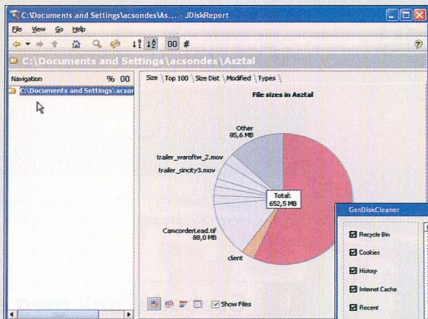 C:\Documents and Settings\acsondes\As... - JDiskReport
File View Go Help
00 #
C:\Documents and Settings\acsondes\Asztal
Navigation % 00
C:\Documents and Settings\acson
Size Top 100 Size Dist Modified Types
File sizes in Asztal
Other
85,6 MB
trailer_waroftw_2.mov
trailer_sincity3.mov
Total:
652,5 MB
CamcorderLead.tif
88,0 MB
client
Show Files
GenDiskCleaner
Recycle Bin
Cookies
History
Internet Cache
Recent